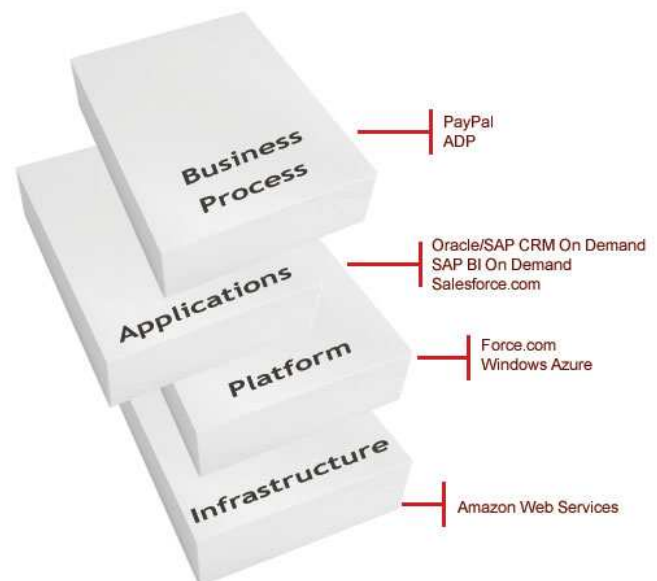 Business
Process
PayPal
ADP
Applications
Oracle/SAP CRM On Demand
SAP BI On Demand
Salesforce.com
Platform
Force.com
Windows Azure
Infrastructure
Amazon Web Services